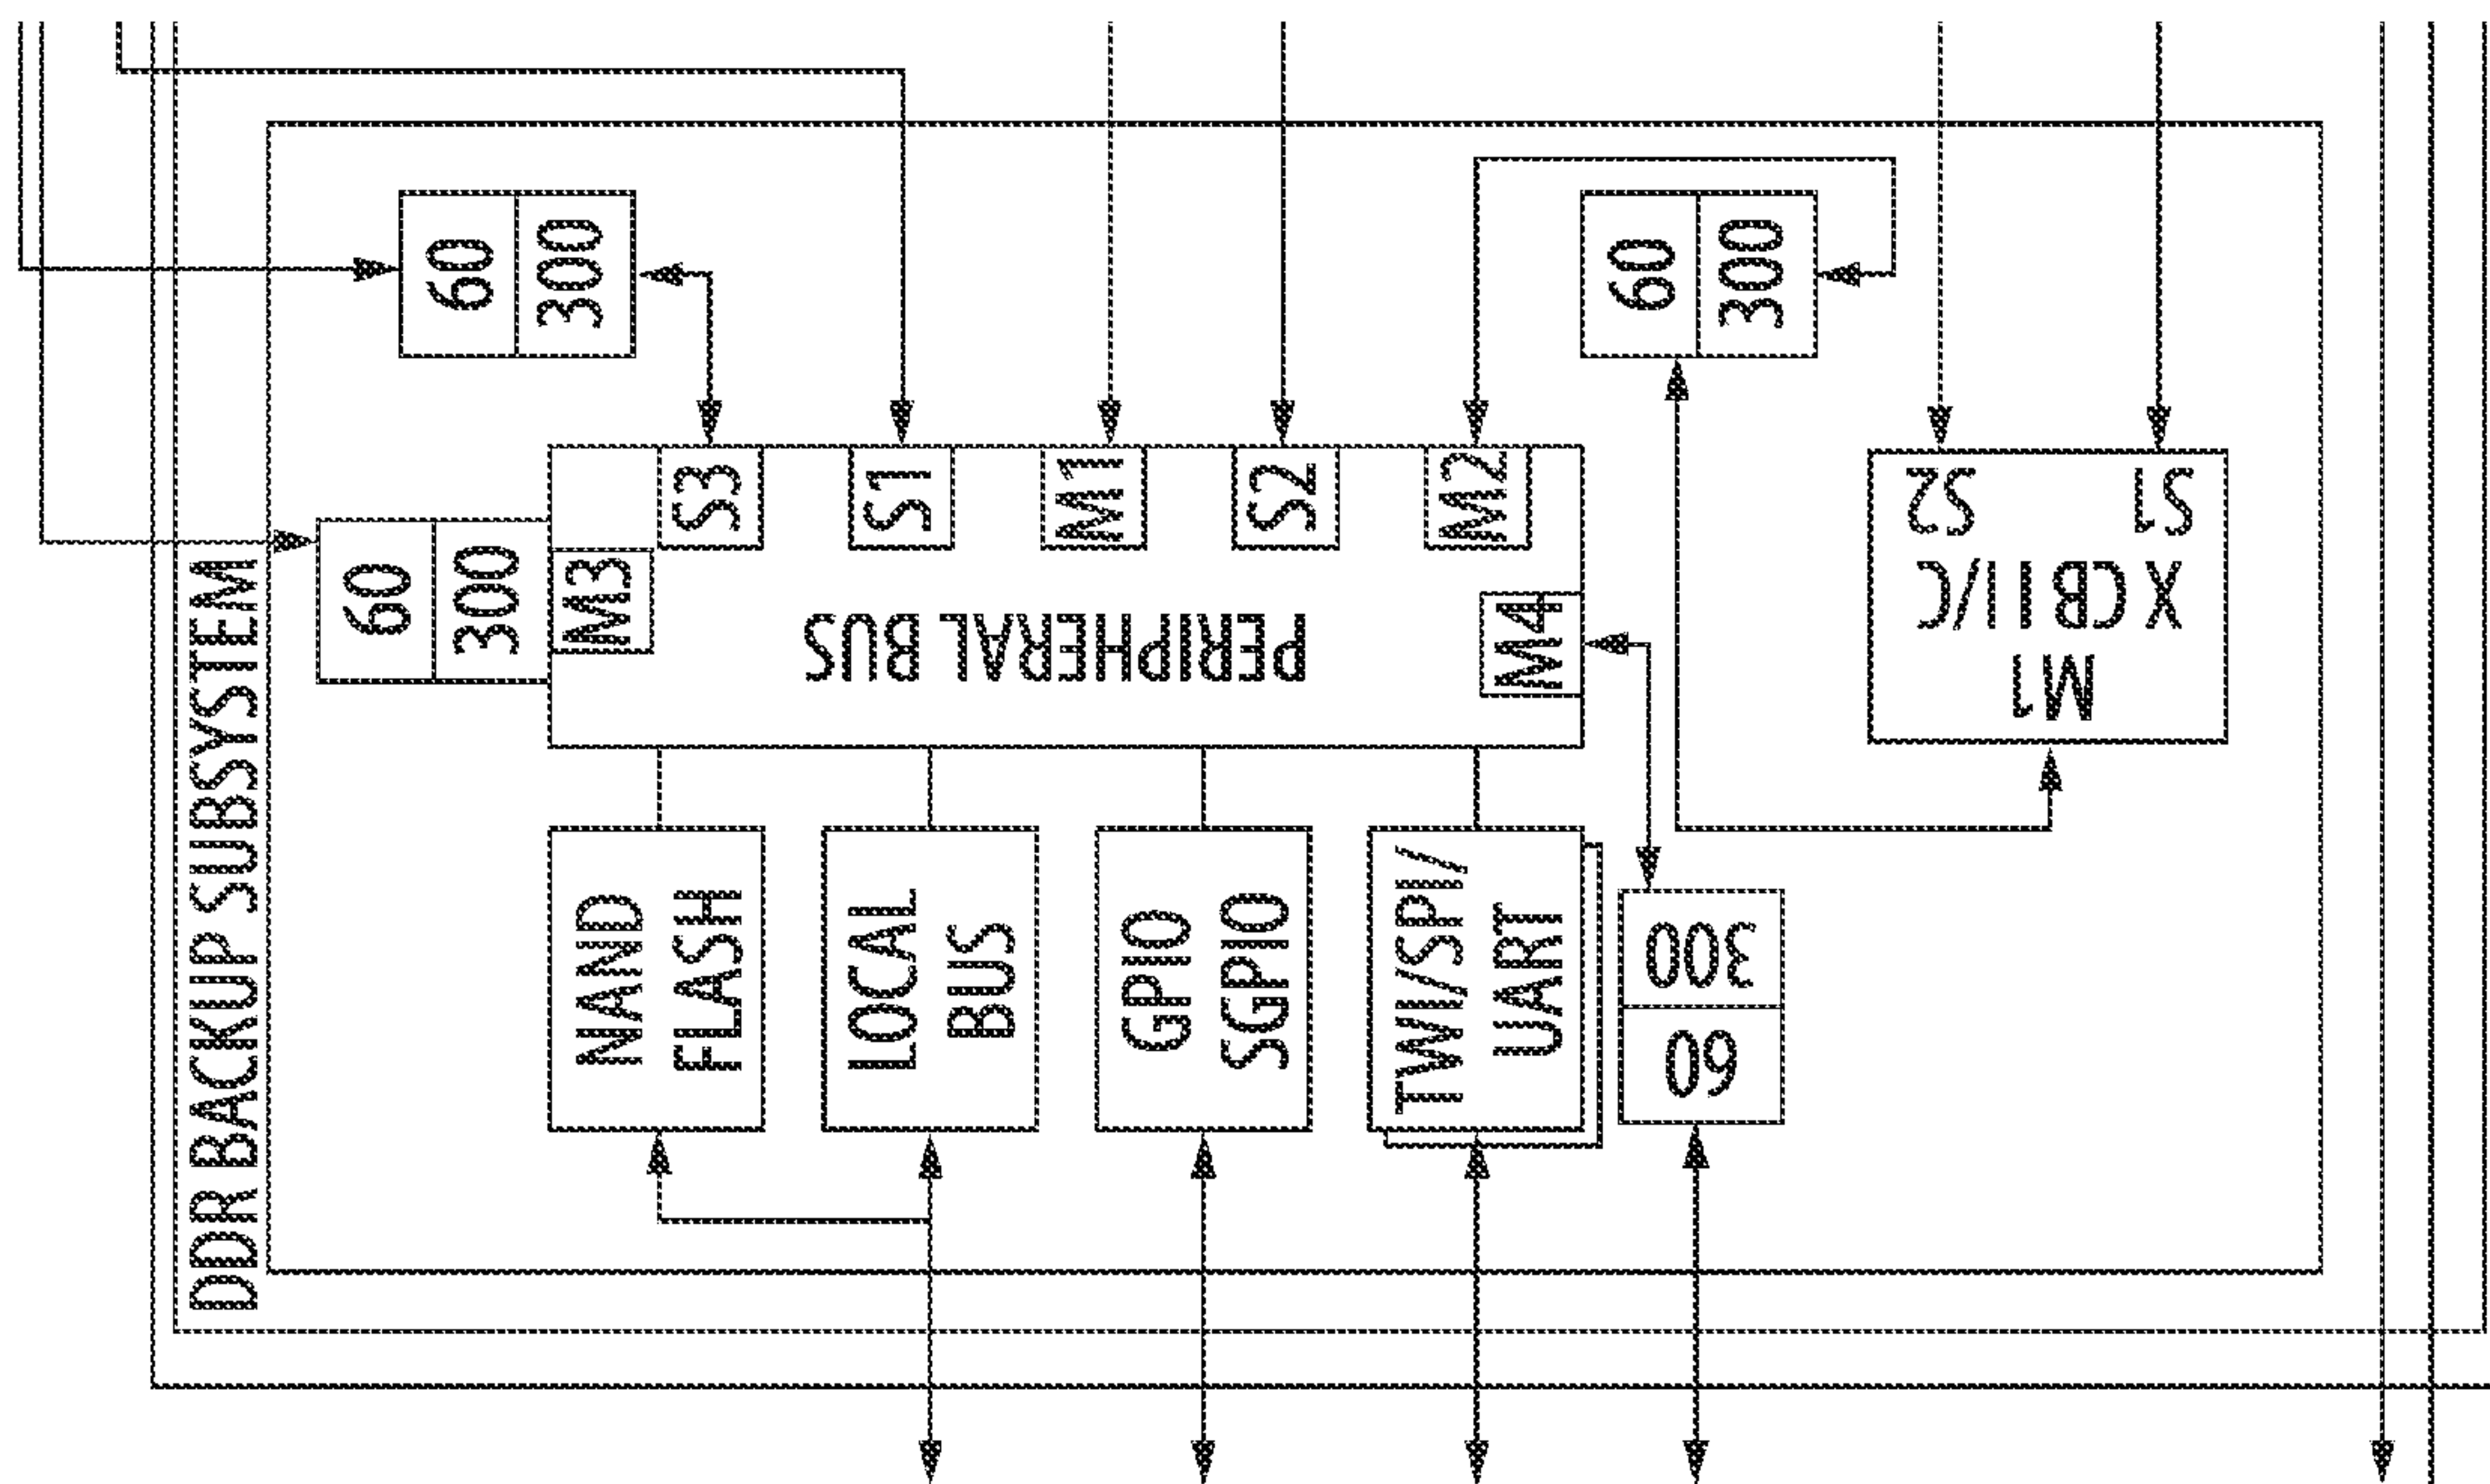 DDR BACKUP SUBSYSTEM
60
300
60
300
60
300
S3
S1
M1
S2
M2
M3
M4
PERIPHERAL BUS
S1 S2
X CB 1I/C
M1
NAND
FLASH
LOCAL
BUS
GPIO
SGPIO
TWI/SPI/
UART
60
300